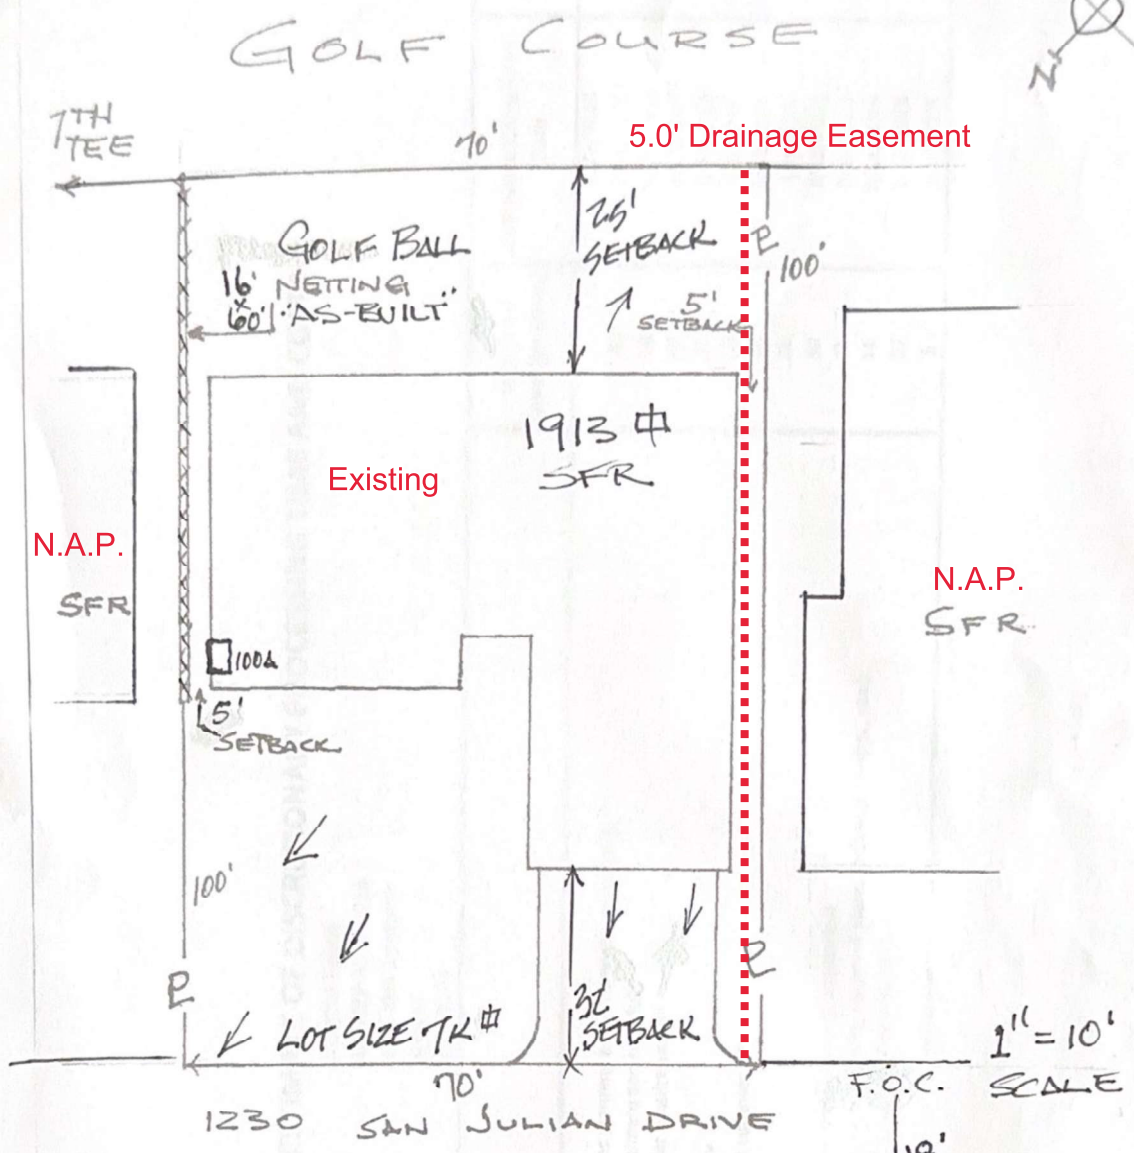 GOLF COURSE
N
7TH
TEE
70'
5.0' Drainage Easement
25'
SETBACK
P
100'
GOLF BALL
16' NETTING
x
60' "AS-BUILT"
5'
SETBACK
1913
SFR
Existing
N.A.P.
SFR
N.A.P.
SFR
100A
5'
SETBACK
100'
P
P
LOT SIZE 7K
SETBACK
1" = 10'
SCALE
70'
F.O.C.
1230 SAN JULIAN DRIVE